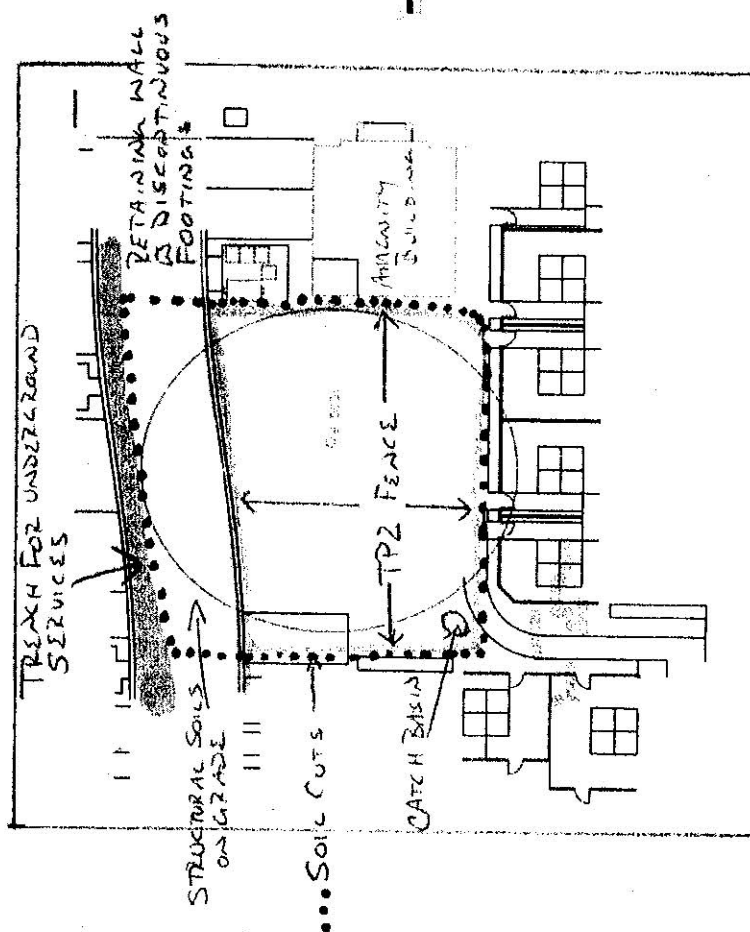 TRENCH FOR UNDERGROUND
SERVICES
RETAINING WALL
& DISCONTINUOUS
FOOTINGS
STRUCTURAL SOILS
ON GRADE
AMENITY
BUILDING
TPZ FENCE
SOIL CUTS
CATCH BASIN